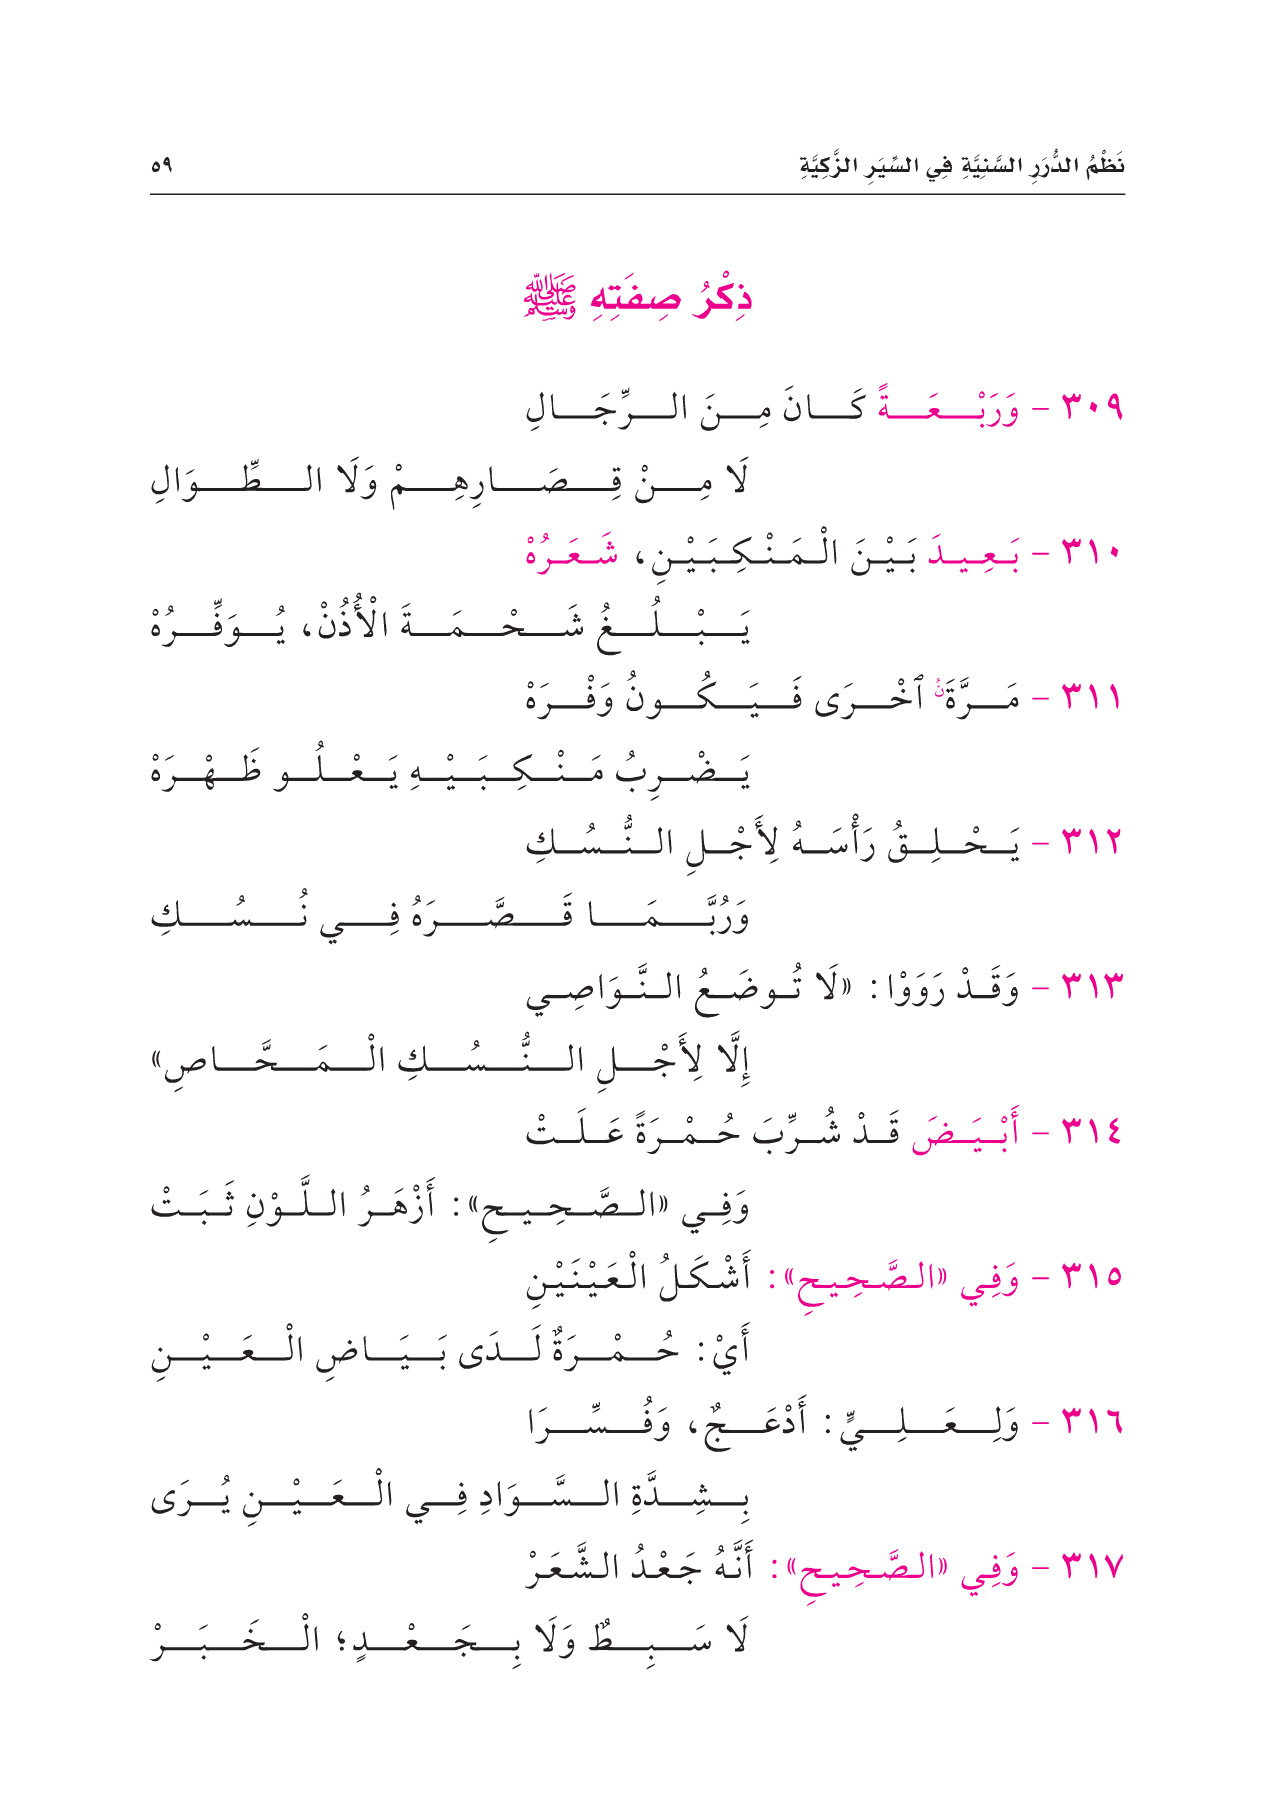 نَظْمُ الدُّرَرِ السَّنِيَّةِ فِي السِّيَرِ الزَّكِيَّةِ ٥٩
ذِكْرُ صِفَتِهِ ﷺ
٣٠٩ - وَرَبْعَةً كَانَ مِنَ الرِّجَالِ
لَا مِنْ قِصَارِهِمْ وَلَا الطِّوَالِ
٣١٠ - بَعِيدَ بَيْنَ الْمَنْكِبَيْنِ، شَعَرُهْ
يَبْلُغُ شَحْمَةَ الْأُذُنْ، يُوَفِّرُهْ
٣١١ - مَرَّةَ نُ ٱخْرَى فَيَكُونُ وَفْرَهْ
يَضْرِبُ مَنْكِبَيْهِ يَعْلُو ظَهْرَهْ
٣١٢ - يَحْلِقُ رَأْسَهُ لِأَجْلِ النُّسُكِ
وَرُبَّمَا قَصَّرَهُ فِي نُسُكِ
٣١٣ - وَقَدْ رَوَوْا: «لَا تُوضَعُ النَّوَاصِي
إِلَّا لِأَجْلِ النُّسُكِ الْمَحَّاصِ»
٣١٤ - أَبْيَضَ قَدْ شُرِّبَ حُمْرَةً عَلَتْ
وَفِي «الصَّحِيحِ»: أَزْهَرُ اللَّوْنِ ثَبَتْ
٣١٥ - وَفِي «الصَّحِيحِ»: أَشْكَلُ الْعَيْنَيْنِ
أَيْ: حُمْرَةٌ لَدَى بَيَاضِ الْعَيْنِ
٣١٦ - وَلِعَلِيٍّ: أَدْعَجٌ، وَفُسِّرَا
بِشِدَّةِ السَّوَادِ فِي الْعَيْنِ يُرَى
٣١٧ - وَفِي «الصَّحِيحِ»: أَنَّهُ جَعْدُ الشَّعَرْ
لَا سَبِطٌ وَلَا بِجَعْدٍ؛ الْخَبَرْ